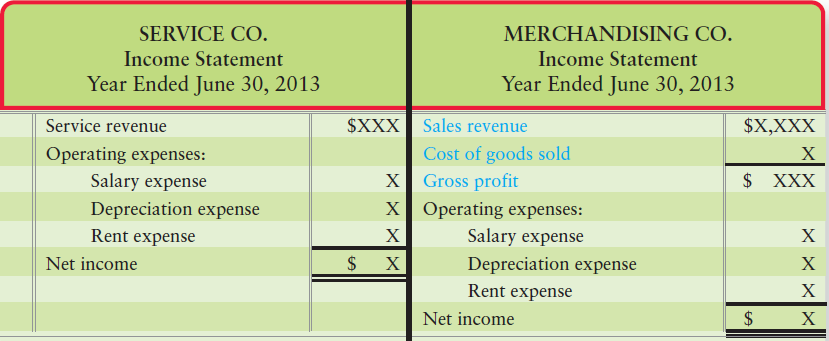 SERVICE CO.
Income Statement
Year Ended June 30, 2013
Service revenue $XXX
Operating expenses:
Salary expense X
Depreciation expense X
Rent expense X
Net income $ X
MERCHANDISING CO.
Income Statement
Year Ended June 30, 2013
Sales revenue $X,XXX
Cost of goods sold X
Gross profit $ XXX
Operating expenses:
Salary expense X
Depreciation expense X
Rent expense X
Net income $ X